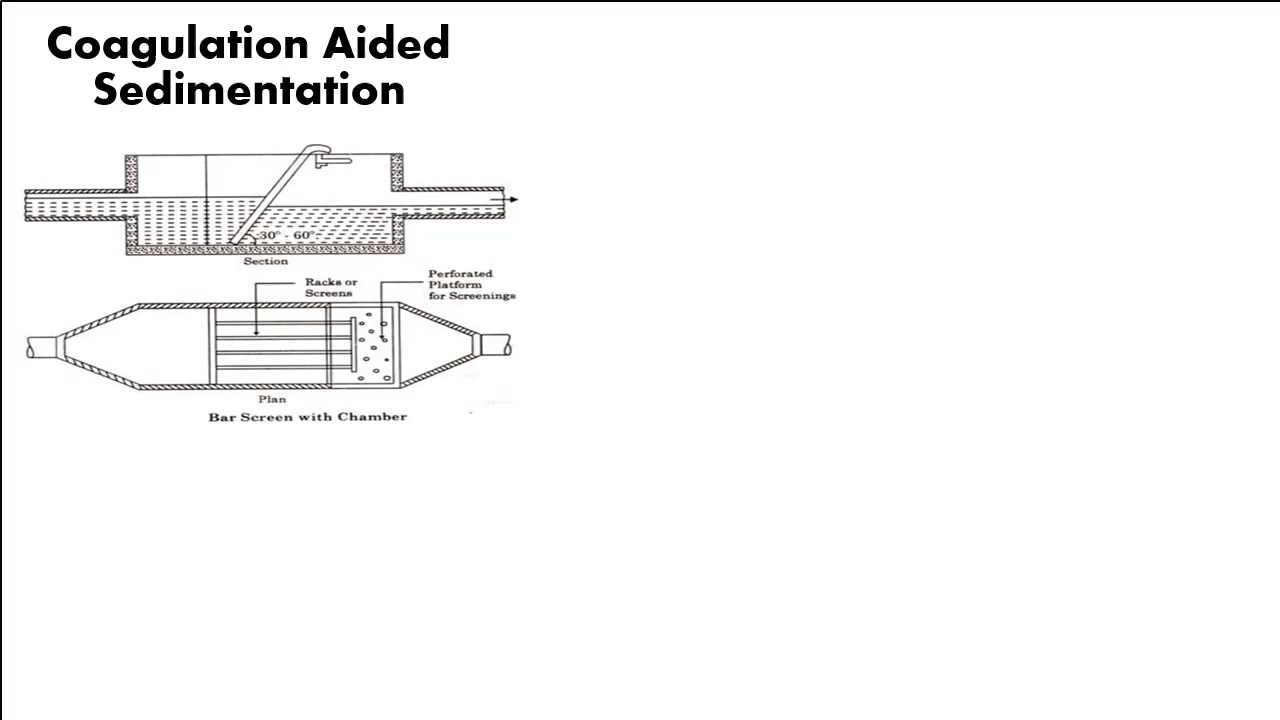 Coagulation Aided
Sedimentation
30° - 60°
Section
Racks or
Screens
Perforated
Platform
for Screenings
Plan
Bar Screen with Chamber